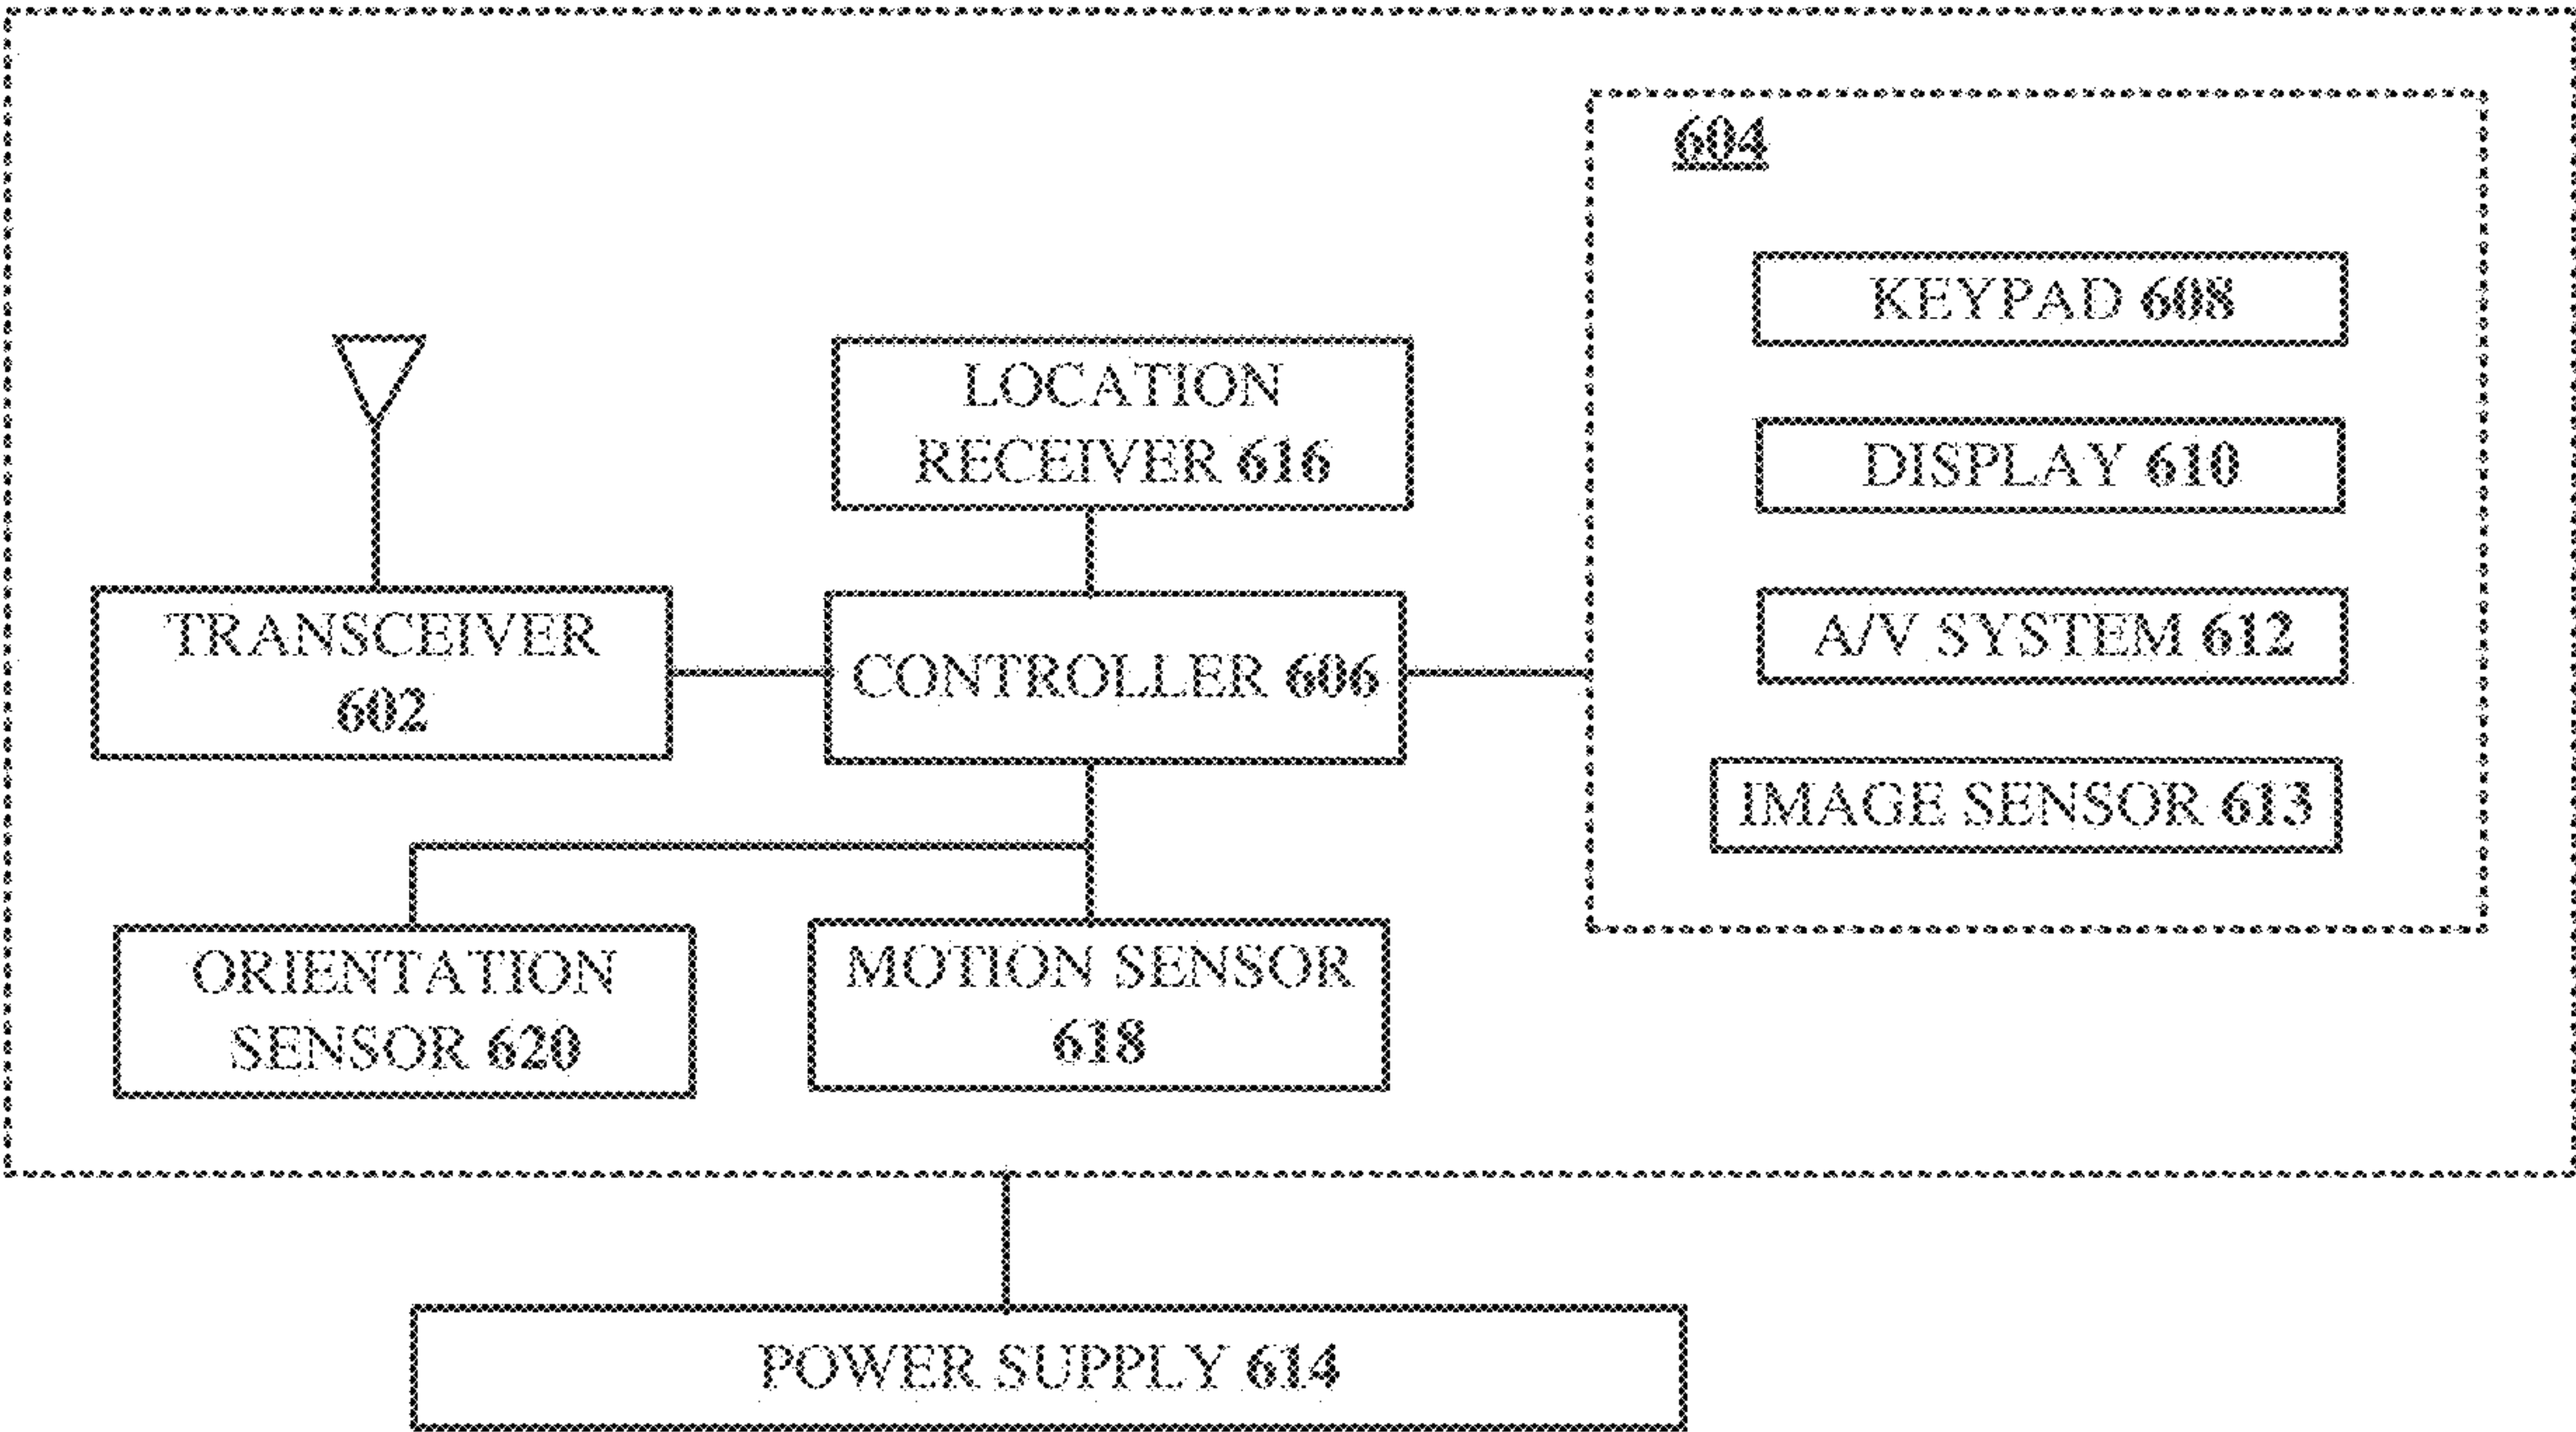 604
KEYPAD 608
DISPLAY 610
A/V SYSTEM 612
IMAGE SENSOR 613
LOCATION
RECEIVER 616
TRANSCEIVER
602
CONTROLLER 606
ORIENTATION
SENSOR 620
MOTION SENSOR
618
POWER SUPPLY 614